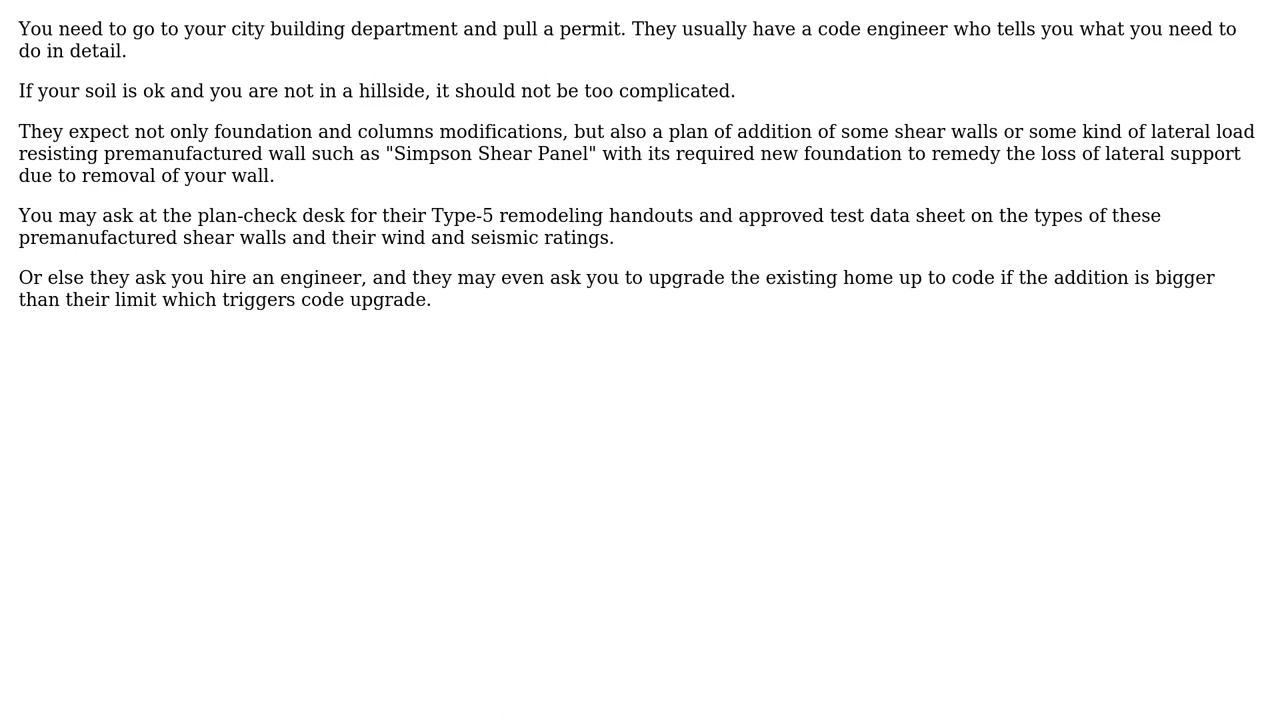 You need to go to your city building department and pull a permit. They usually have a code engineer who tells you what you need to
do in detail.
If your soil is ok and you are not in a hillside, it should not be too complicated.
They expect not only foundation and columns modifications, but also a plan of addition of some shear walls or some kind of lateral load
resisting premanufactured wall such as "Simpson Shear Panel" with its required new foundation to remedy the loss of lateral support
due to removal of your wall.
You may ask at the plan-check desk for their Type-5 remodeling handouts and approved test data sheet on the types of these
premanufactured shear walls and their wind and seismic ratings.
Or else they ask you hire an engineer, and they may even ask you to upgrade the existing home up to code if the addition is bigger
than their limit which triggers code upgrade.